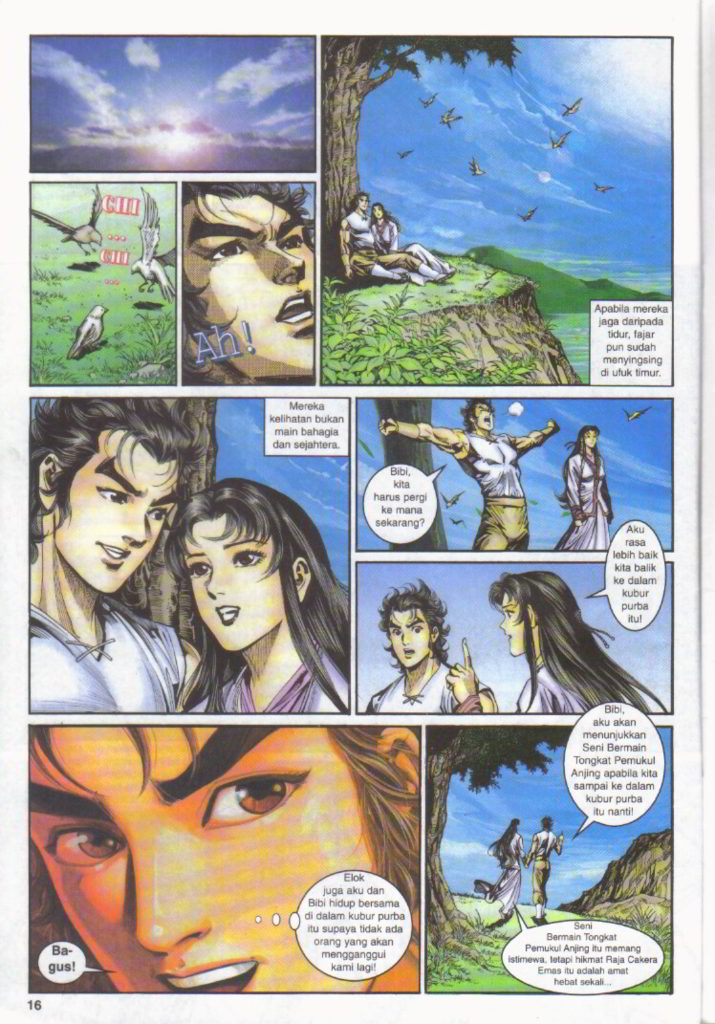 CHI
...
CHI
...
Ah!
Apabila mereka
jaga daripada
tidur, fajar
pun sudah
menyingsing
di ufuk timur.
Mereka
kelihatan bukan
main bahagia
dan sejahtera.
Bibi,
kita
harus pergi
ke mana
sekarang?
Aku
rasa
lebih baik
kita balik
ke dalam
kubur
purba
itu!
Bibi,
aku akan
menunjukkan
Seni Bermain
Tongkat Pemukul
Anjing apabila kita
sampai ke dalam
kubur purba
itu nanti!
Elok
juga aku dan
Bibi hidup bersama
di dalam kubur purba
itu supaya tidak ada
orang yang akan
mengganggui
kami lagi!
Ba-
gus!
Seni
Bermain Tongkat
Pemukul Anjing itu memang
istimewa, tetapi hikmat Raja Cakera
Emas itu adalah amat
hebat sekali...
16